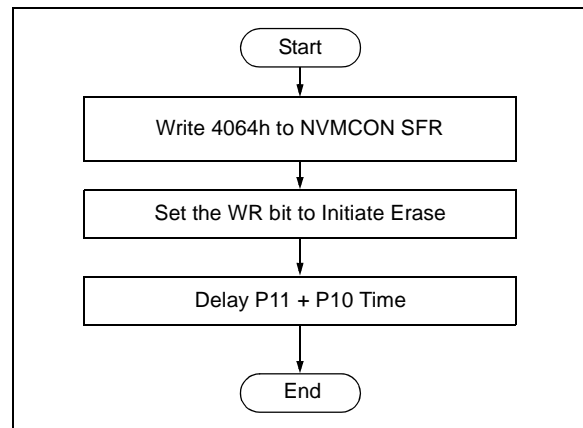 Start
Write 4064h to NVMCON SFR
Set the WR bit to Initiate Erase
Delay P11 + P10 Time
End